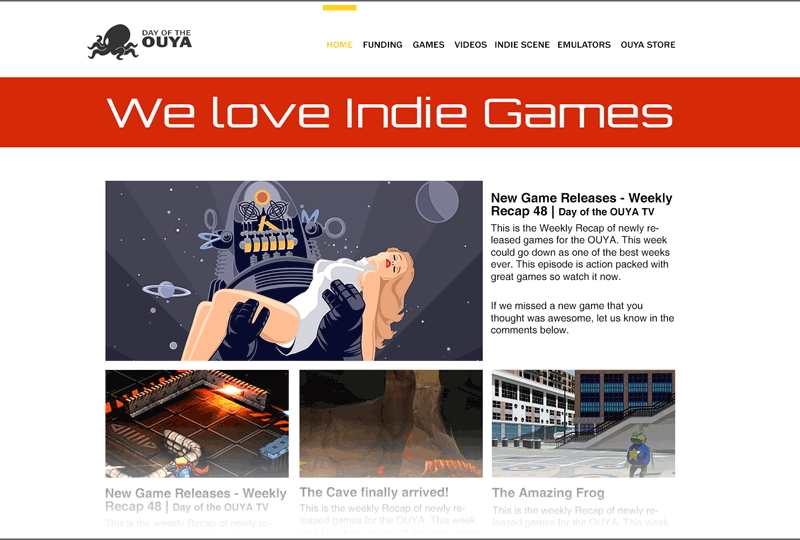 DAY OF THE
OUYA
HOME FUNDING GAMES VIDEOS INDIE SCENE EMULATORS OUYA STORE
We love Indie Games
New Game Releases - Weekly
Recap 48 | Day of the OUYA TV
This is the Weekly Recap of newly re-
leased games for the OUYA. This week
could go down as one of the best weeks
ever. This episode is action packed with
great games so watch it now.
If we missed a new game that you
thought was awesome, let us know in the
comments below.
New Game Releases - Weekly
Recap 48 | Day of the OUYA TV
This is the weekly Recap of newly re-
The Cave finally arrived!
This is the weekly Recap of newly re-
leased games for the OUYA. This week
The Amazing Frog
This is the weekly Recap of newly re-
leased games for the OUYA. This week